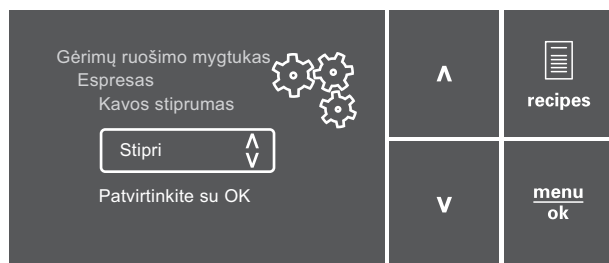 Gėrimų ruošimo mygtukas
Espresas
Kavos stiprumas
Stipri
Patvirtinkite su OK
recipes
menu
ok